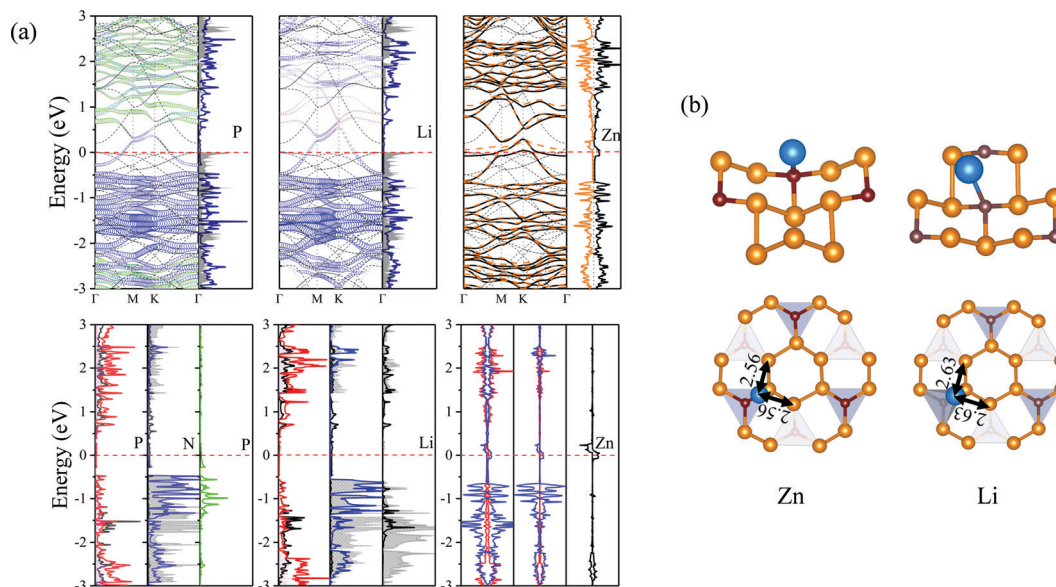 (a)
Energy (eV)
3
2
1
0
-1
-2
-3
P
Li
Zn
Γ M K Γ
Γ M K Γ
Γ M K Γ
Energy (eV)
3
2
1
0
-1
-2
-3
P N P
Li
Zn
(b)
2.56
2.56
2.63
2.63
Zn
Li